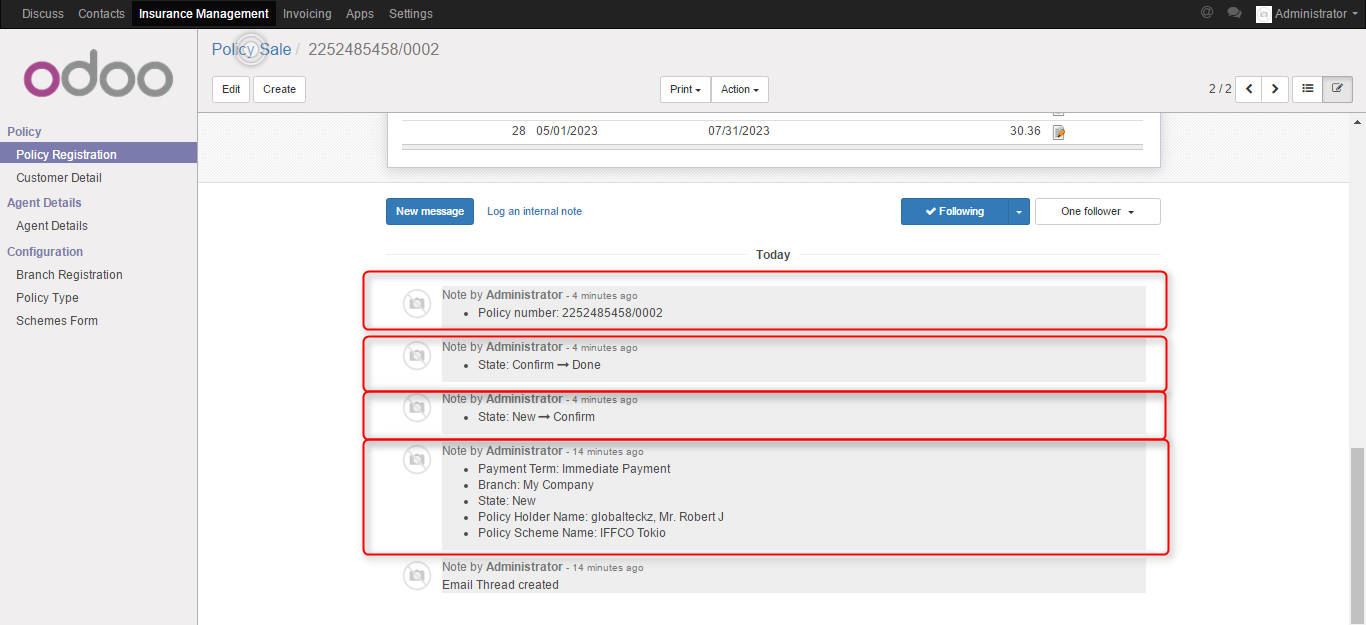 Discuss Contacts Insurance Management Invoicing Apps Settings @ Administrator
odoo
Policy Sale / 2252485458/0002
Edit Create Print Action 2 / 2
Policy
Policy Registration
Customer Detail
Agent Details
Agent Details
Configuration
Branch Registration
Policy Type
Schemes Form
28 05/01/2023 07/31/2023 30.36
New message Log an internal note Following One follower
Today
Note by Administrator - 4 minutes ago
• Policy number: 2252485458/0002
Note by Administrator - 4 minutes ago
• State: Confirm → Done
Note by Administrator - 4 minutes ago
• State: New → Confirm
Note by Administrator - 14 minutes ago
• Payment Term: Immediate Payment
• Branch: My Company
• State: New
• Policy Holder Name: globalteckz, Mr. Robert J
• Policy Scheme Name: IFFCO Tokio
Note by Administrator - 14 minutes ago
Email Thread created